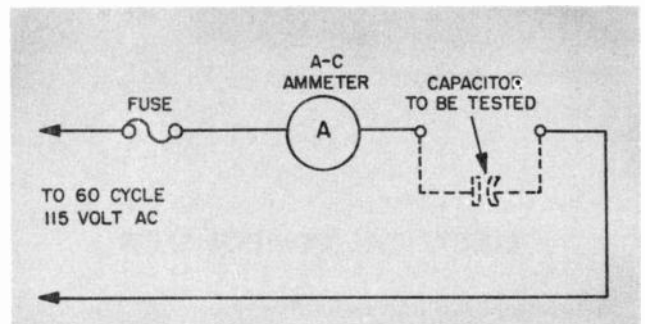 A-C
AMMETER
CAPACITOR
TO BE TESTED
FUSE
A
TO 60 CYCLE
115 VOLT AC